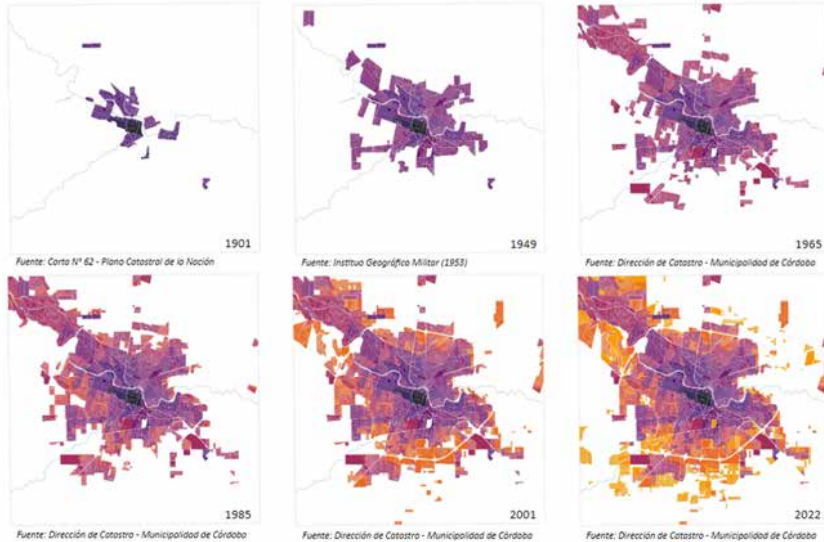 1901
1949
1965
Fuente: Carta Nº 62 - Plano Catastral de la Nación
Fuente: Instituo Geográfico Militar (1953)
Fuente: Dirección de Catastro - Municipalidad de Córdoba
1985
2001
2022
Fuente: Dirección de Catastro - Municipalidad de Córdoba
Fuente: Dirección de Catastro - Municipalidad de Córdoba
Fuente: Dirección de Catastro - Municipalidad de Córdoba